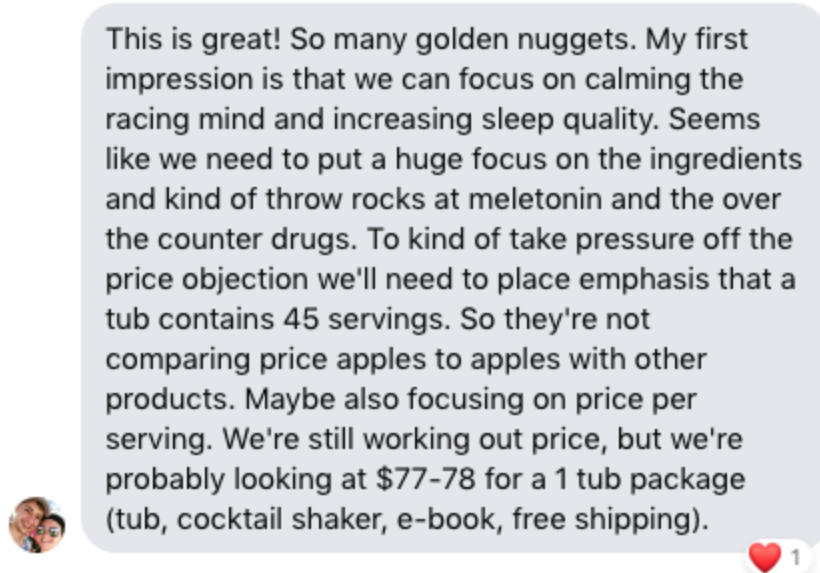 This is great! So many golden nuggets. My first
impression is that we can focus on calming the
racing mind and increasing sleep quality. Seems
like we need to put a huge focus on the ingredients
and kind of throw rocks at meletonin and the over
the counter drugs. To kind of take pressure off the
price objection we'll need to place emphasis that a
tub contains 45 servings. So they're not
comparing price apples to apples with other
products. Maybe also focusing on price per
serving. We're still working out price, but we're
probably looking at $77-78 for a 1 tub package
(tub, cocktail shaker, e-book, free shipping).
1